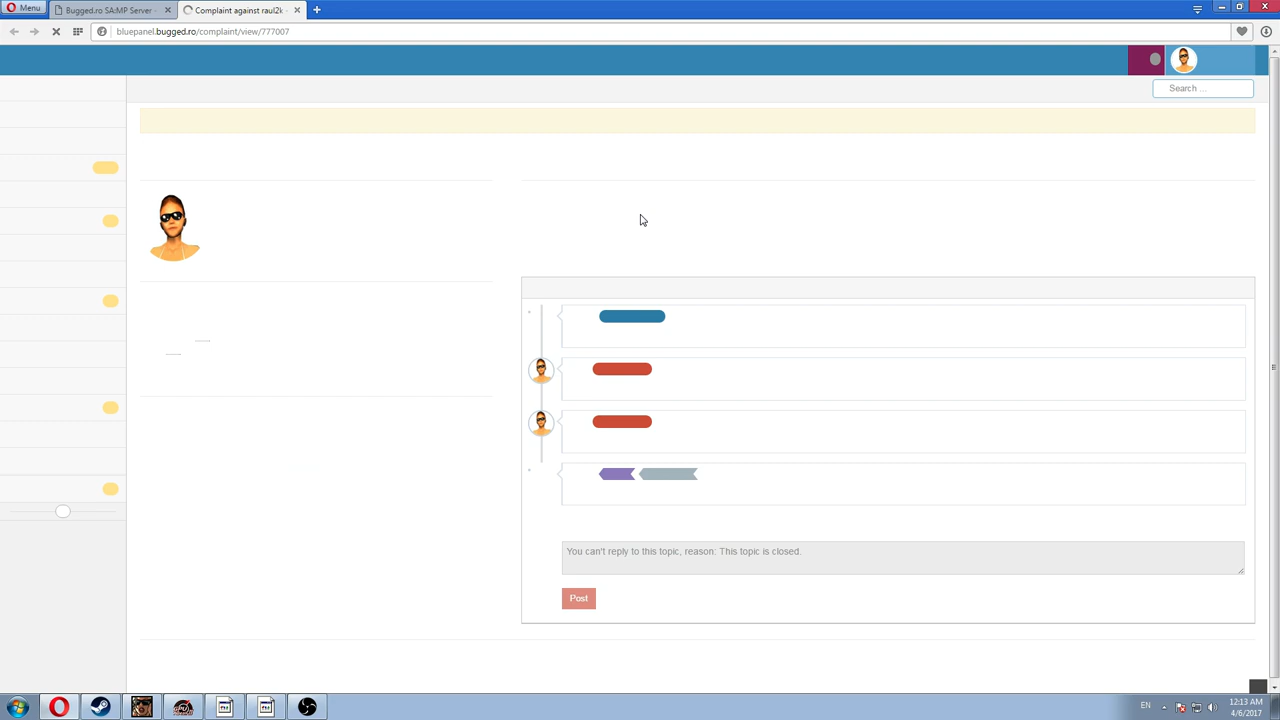 Menu
Bugged.ro SA:MP Server -
Complaint against raul2k -
bluepanel.bugged.ro/complaint/view/777007
Search ...
You can't reply to this topic, reason: This topic is closed.
Post
EN
12:13 AM
4/6/2017